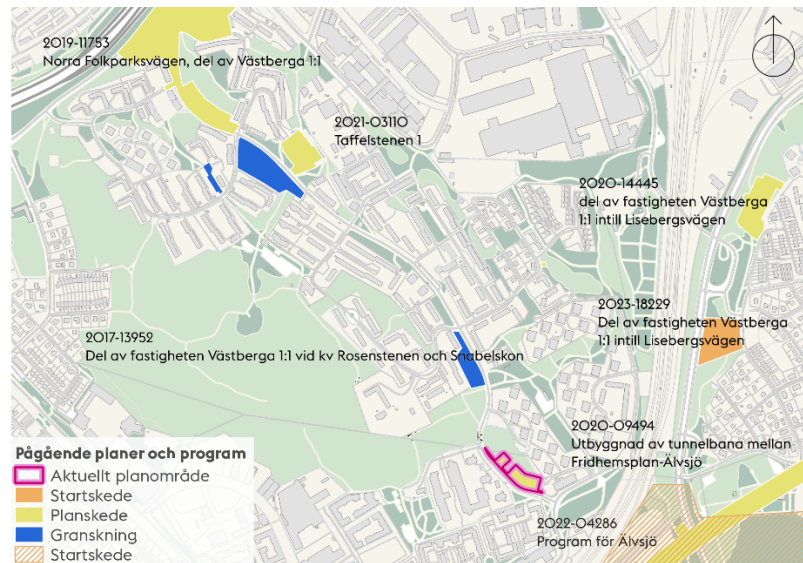 2019-11753
Norra Folkparksvägen, del av Västberga 1:1
2021-03110
Taffelstenen 1
2020-14445
del av fastigheten Västberga
1:1 intill Lisebergsvägen
2023-18229
Del av fastigheten Västberga
1:1 intill Lisebergsvägen
2017-13952
Del av fastigheten Västberga 1:1 vid kv Rosenstenen och Snabelskon
2020-09494
Utbyggnad av tunnelbana mellan
Fridhemsplan-Älvsjö
2022-04286
Program för Älvsjö
Pågående planer och program
Aktuellt planområde
Startskede
Planskede
Granskning
Startskede